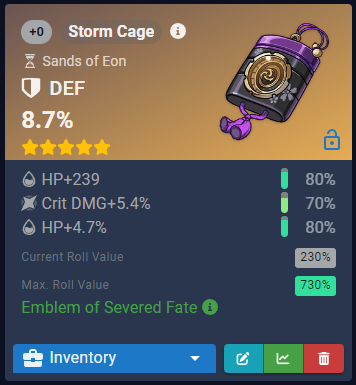 +0 Storm Cage
Sands of Eon
DEF
8.7%
HP+239 80%
Crit DMG+5.4% 70%
HP+4.7% 80%
Current Roll Value 230%
Max. Roll Value 730%
Emblem of Severed Fate
Inventory